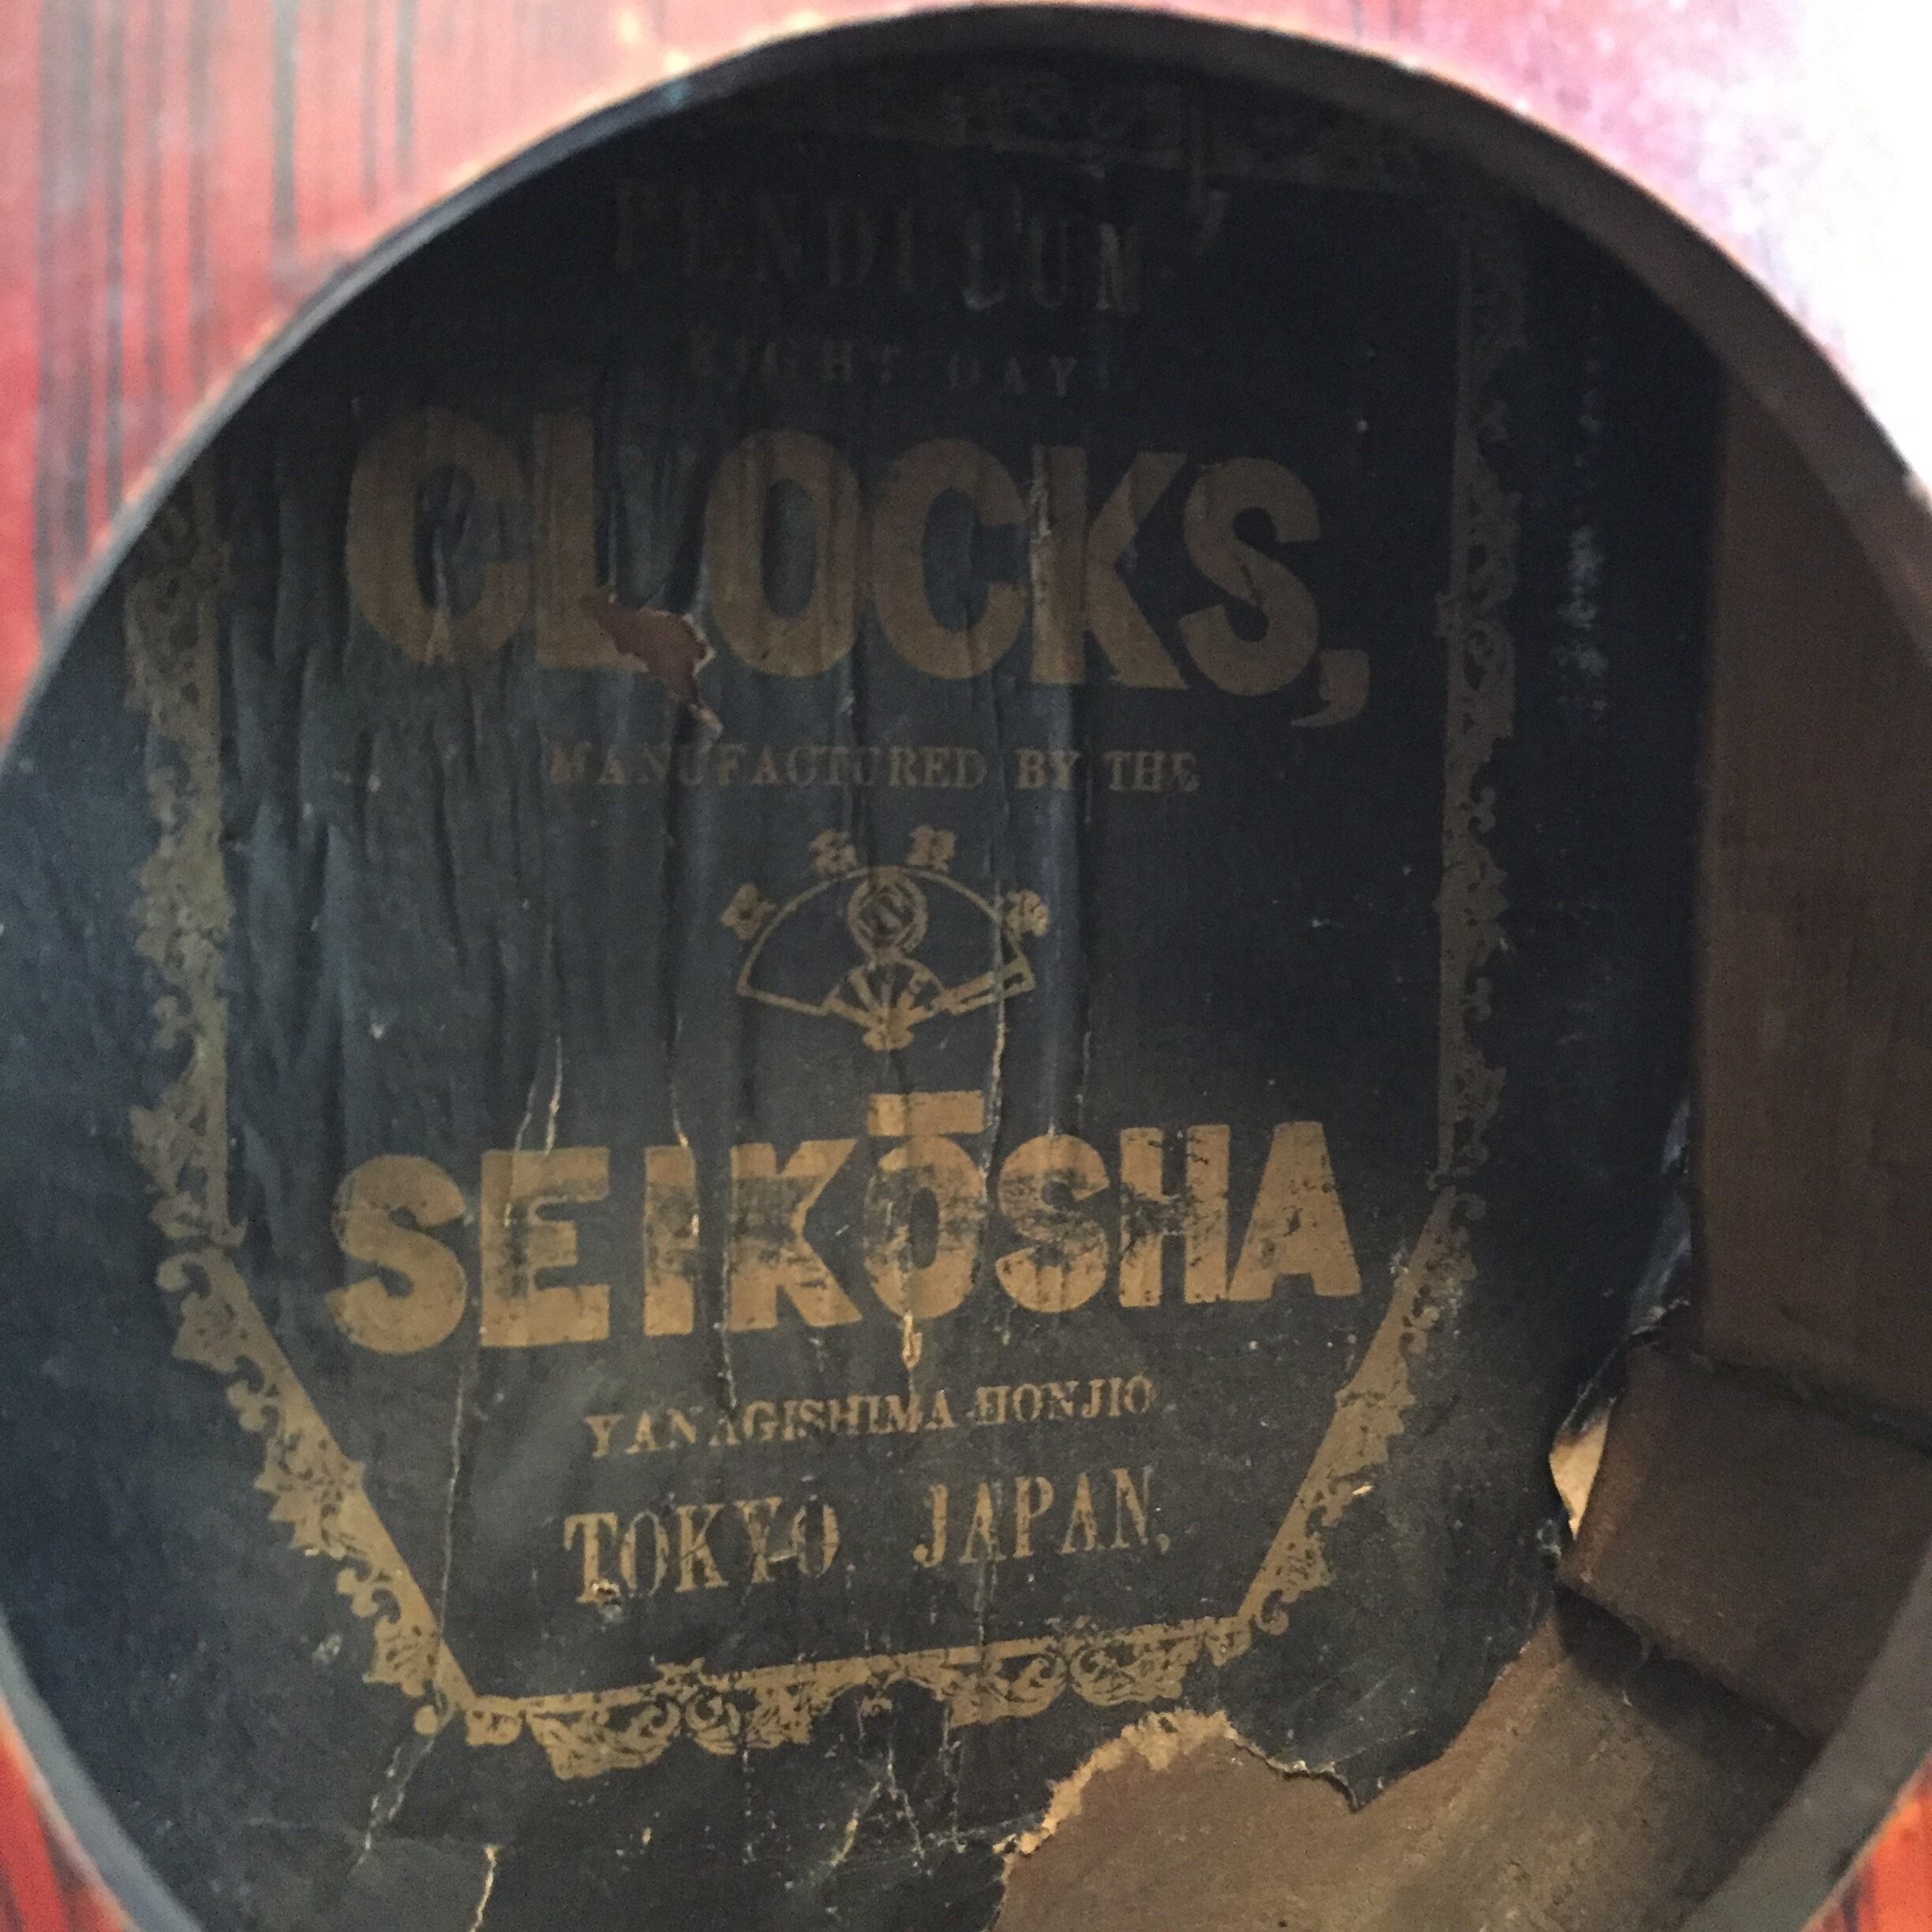 PENDULUM
EIGHT DAY
CLOCKS,
MANUFACTURED BY THE
SEIKŌSHA
YANAGISHIMA HONJIO
TOKYO. JAPAN,